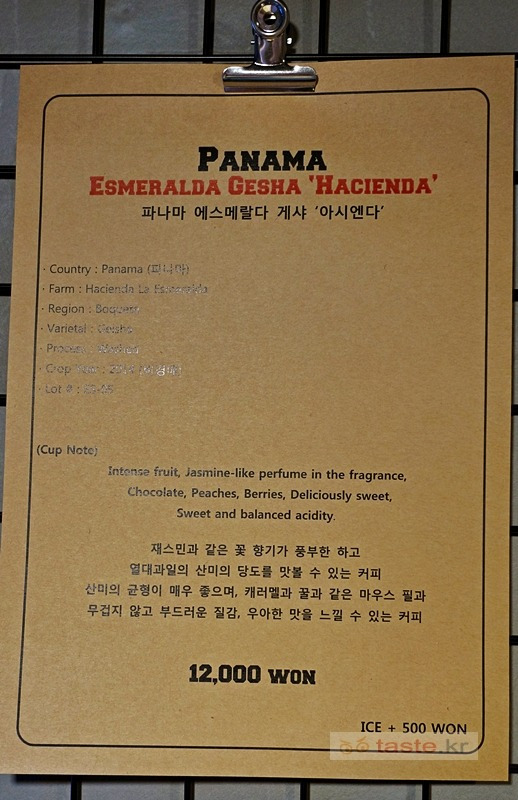 PANAMA
ESMERALDA GESHA 'HACIENDA'
파나마 에스메랄다 게샤 ‘아시엔다’
· Country : Panama (파나마)
· Farm : Hacienda La Esmeralda
· Region : Boquete
· Varietal : Geisha
· Process : Washed
· Crop Year :
· Lot # :
(Cup Note)
Intense fruit, Jasmine-like perfume in the fragrance,
Chocolate, Peaches, Berries, Deliciously sweet,
Sweet and balanced acidity.
재스민과 같은 꽃 향기가 풍부한 하고
열대과일의 산미의 당도를 맛볼 수 있는 커피
산미의 균형이 매우 좋으며, 캐러멜과 꿀과 같은 마우스 필과
무겁지 않고 부드러운 질감, 우아한 맛을 느낄 수 있는 커피
12,000 WON
ICE + 500 WON
taste.kr